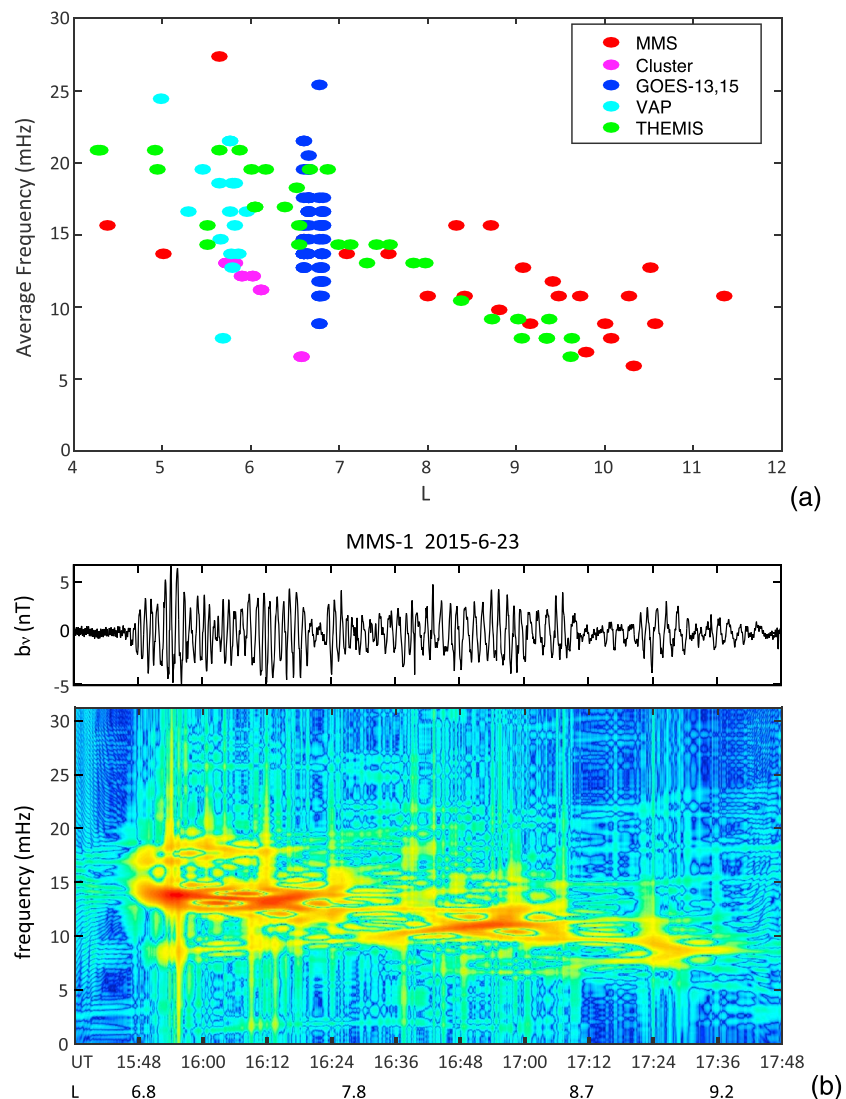 30
25
20
15
10
5
0
Average Frequency (mHz)
MMS
Cluster
GOES-13,15
VAP
THEMIS
4 5 6 7 8 9 10 11 12
L
(a)
MMS-1 2015-6-23
5
0
-5
bᵥ (nT)
30
25
20
15
10
5
0
frequency (mHz)
UT 15:48 16:00 16:12 16:24 16:36 16:48 17:00 17:12 17:24 17:36 17:48
L 6.8 7.8 8.7 9.2
(b)